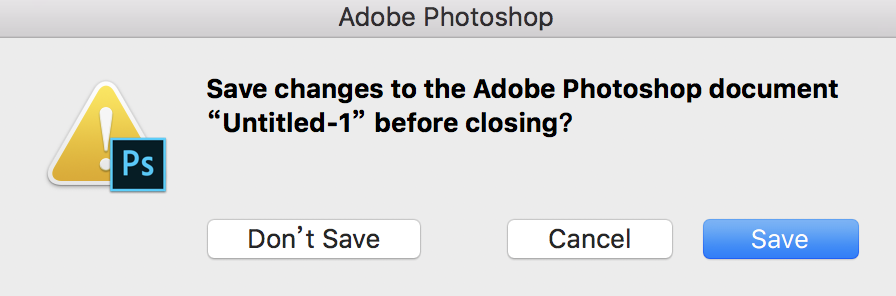 Adobe Photoshop
Save changes to the Adobe Photoshop document
“Untitled-1” before closing?
Ps
Don’t Save
Cancel
Save